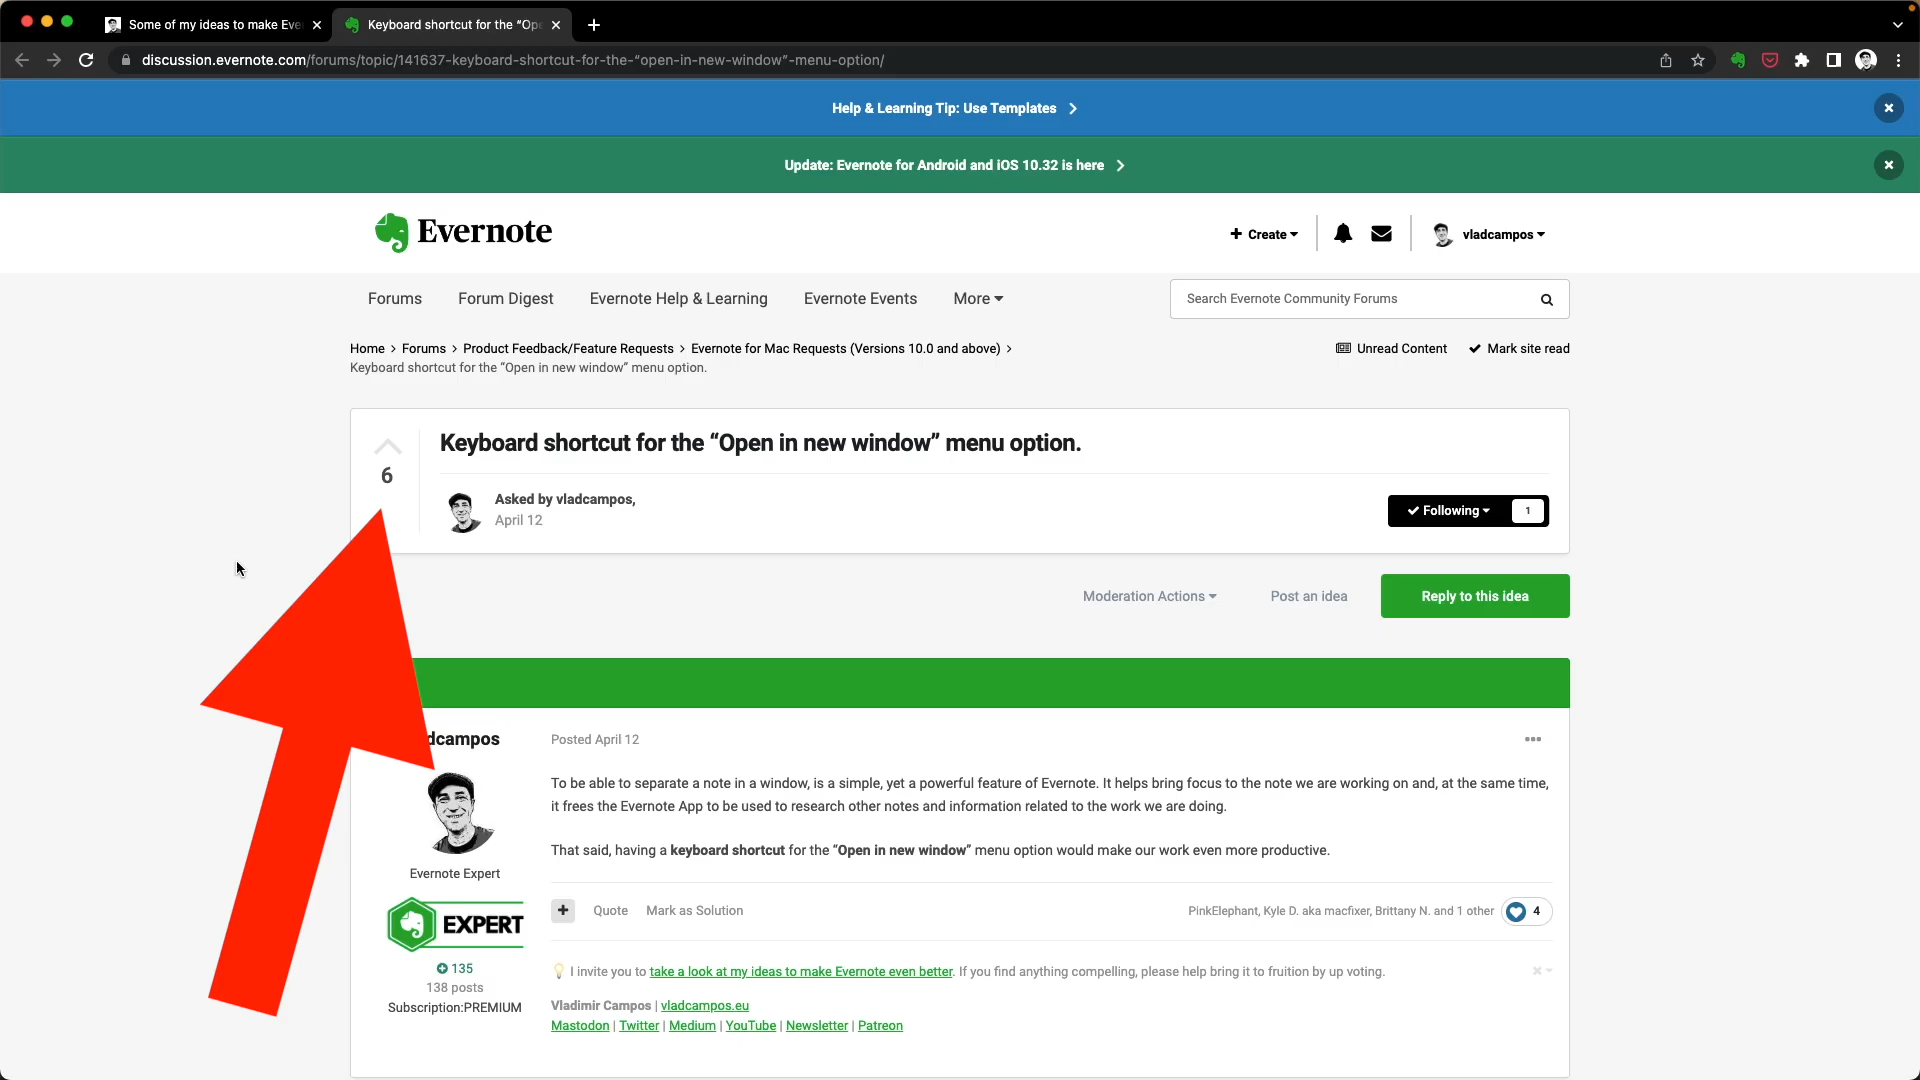 Some of my ideas to make Eve
Keyboard shortcut for the “Ope
discussion.evernote.com/forums/topic/141637-keyboard-shortcut-for-the-“open-in-new-window”-menu-option/
Help & Learning Tip: Use Templates
Update: Evernote for Android and iOS 10.32 is here
Evernote
Create
vladcampos
Forums
Forum Digest
Evernote Help & Learning
Evernote Events
More
Search Evernote Community Forums
Home > Forums > Product Feedback/Feature Requests > Evernote for Mac Requests (Versions 10.0 and above) >
Keyboard shortcut for the “Open in new window” menu option.
Unread Content
Mark site read
6
Keyboard shortcut for the “Open in new window” menu option.
Asked by vladcampos,
April 12
Following
1
Moderation Actions
Post an idea
Reply to this idea
dcampos
Posted April 12
To be able to separate a note in a window, is a simple, yet a powerful feature of Evernote. It helps bring focus to the note we are working on and, at the same time,
it frees the Evernote App to be used to research other notes and information related to the work we are doing.
That said, having a keyboard shortcut for the “Open in new window” menu option would make our work even more productive.
Evernote Expert
EXPERT
135
138 posts
Subscription:PREMIUM
+
Quote
Mark as Solution
PinkElephant, Kyle D. aka macfixer, Brittany N. and 1 other
4
I invite you to take a look at my ideas to make Evernote even better. If you find anything compelling, please help bring it to fruition by up voting.
Vladimir Campos | vladcampos.eu
Mastodon | Twitter | Medium | YouTube | Newsletter | Patreon